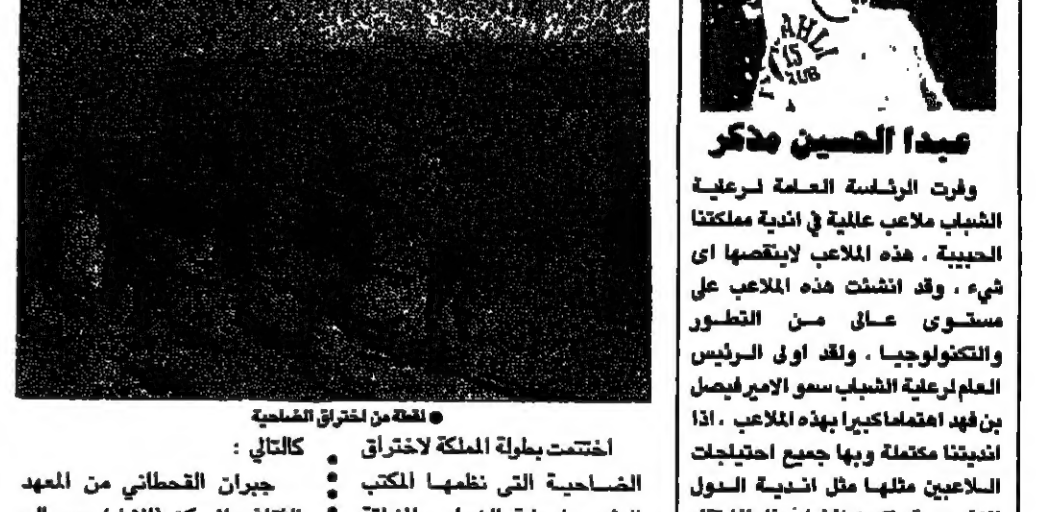 AHLI
15
عبدا الحسين مدكر
وفرت الرئاسة العامة لرعاية
الشباب ملاعب عالمية في اندية مملكتنا
الحبيبة ، هذه الملاعب لاينقصها اى
شيء ، وقد انشئت هذه الملاعب على
مستوى عالى من التطور
والتكنولوجيا ، ولقد اولى الرئيس
العام لرعاية الشباب سمو الامير فيصل
بن فهد اهتماما كبيرا بهذه الملاعب ، اذا
انديتنا مكتملة وبها جميع احتياجات
اللاعبين مثلها مثل اندية الدول
● لقطة من اختراق الضاحية
اختتمت بطولة المملكة لاختراق
الضاحية التى نظمها المكتب
كالتالي :
جبران القحطاني من المعهد